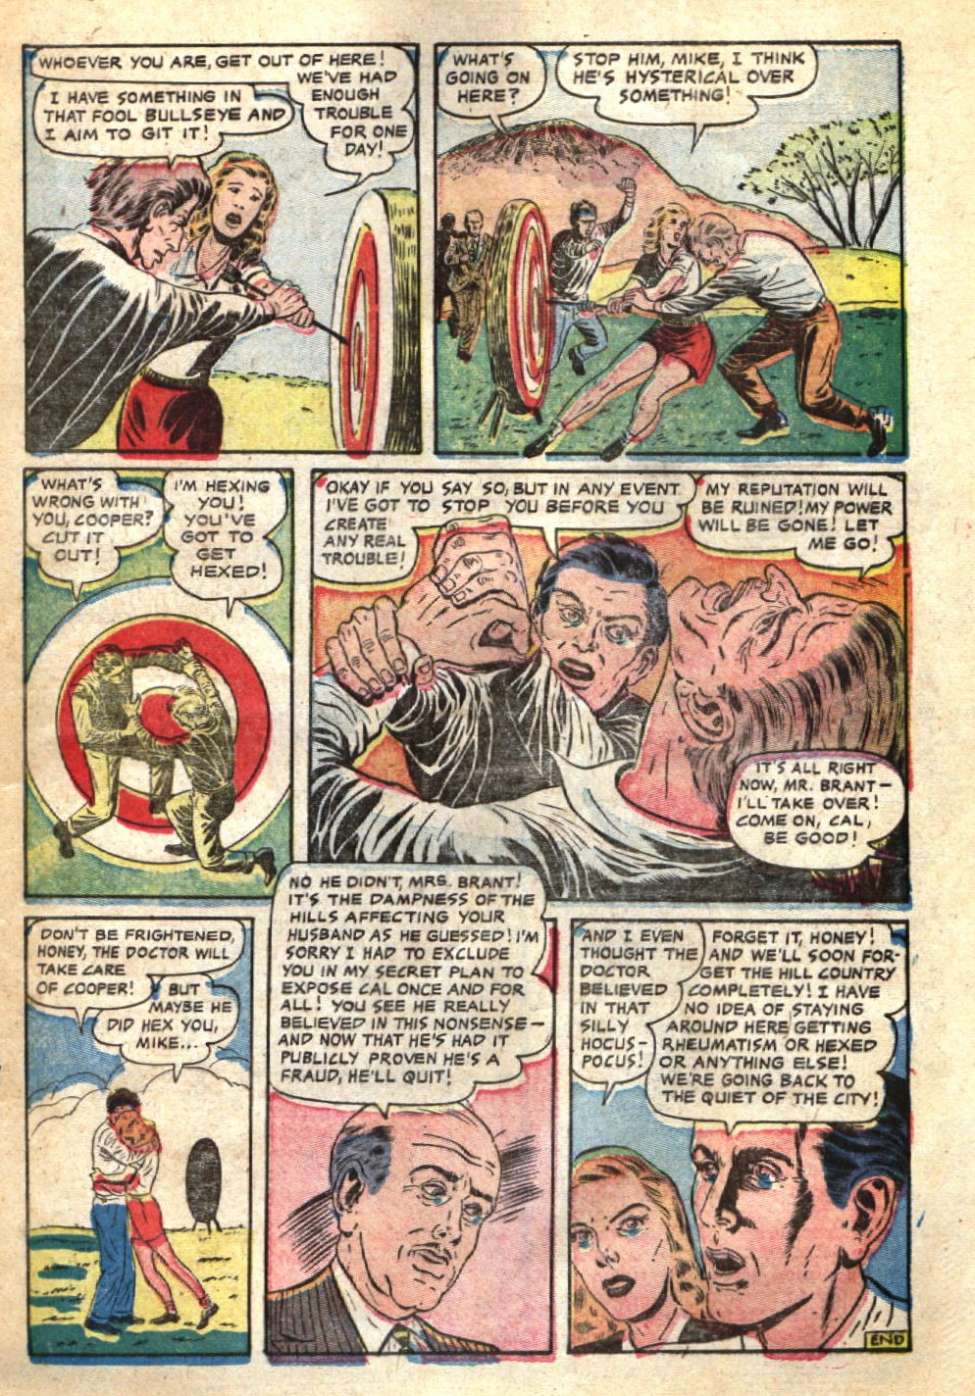 WHOEVER YOU ARE, GET OUT OF HERE!
WE'VE HAD
ENOUGH
TROUBLE
FOR ONE
DAY!
I HAVE SOMETHING IN
THAT FOOL BULLSEYE AND
I AIM TO GIT IT!
WHAT'S
GOING ON
HERE?
STOP HIM, MIKE, I THINK
HE'S HYSTERICAL OVER
SOMETHING!
WHAT'S
WRONG WITH
YOU, COOPER?
CUT IT
OUT!
I'M HEXING
YOU!
YOU'VE
GOT TO
GET
HEXED!
OKAY IF YOU SAY SO, BUT IN ANY EVENT
I'VE GOT TO STOP YOU BEFORE YOU
CREATE
ANY REAL
TROUBLE!
MY REPUTATION WILL
BE RUINED! MY POWER
WILL BE GONE! LET
ME GO!
IT'S ALL RIGHT
NOW, MR. BRANT—
I'LL TAKE OVER!
COME ON, CAL,
BE GOOD!
DON'T BE FRIGHTENED,
HONEY, THE DOCTOR WILL
TAKE CARE
OF COOPER!
BUT
MAYBE HE
DID HEX YOU,
MIKE...
NO HE DIDN'T, MRS. BRANT!
IT'S THE DAMPNESS OF THE
HILLS AFFECTING YOUR
HUSBAND AS HE GUESSED! I'M
SORRY I HAD TO EXCLUDE
YOU IN MY SECRET PLAN TO
EXPOSE CAL ONCE AND FOR
ALL! YOU SEE HE REALLY
BELIEVED IN THIS NONSENSE—
AND NOW THAT HE'S HAD IT
PUBLICLY PROVEN HE'S A
FRAUD, HE'LL QUIT!
AND I EVEN
THOUGHT THE
DOCTOR
BELIEVED
IN THAT
SILLY
HOCUS-
POCUS!
FORGET IT, HONEY!
AND WE'LL SOON FOR-
GET THE HILL COUNTRY
COMPLETELY! I HAVE
NO IDEA OF STAYING
AROUND HERE GETTING
RHEUMATISM OR HEXED
OR ANYTHING ELSE!
WE'RE GOING BACK TO
THE QUIET OF THE CITY!
END